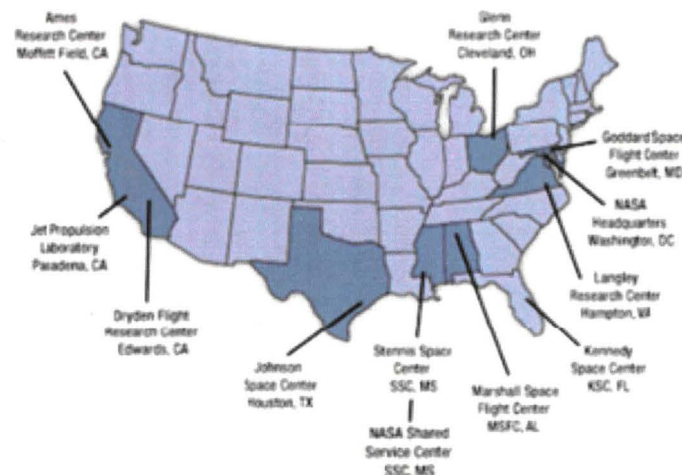 Ames
Research Center
Moffett Field, CA
Glenn
Research Center
Cleveland, OH
Goddard Space
Flight Center
Greenbelt, MD
NASA
Headquarters
Washington, DC
Jet Propulsion
Laboratory
Pasadena, CA
Langley
Research Center
Hampton, VA
Dryden Flight
Research Center
Edwards, CA
Johnson
Space Center
Houston, TX
Stennis Space
Center
SSC, MS
NASA Shared
Service Center
SSC, MS
Marshall Space
Flight Center
MSFC, AL
Kennedy
Space Center
KSC, FL